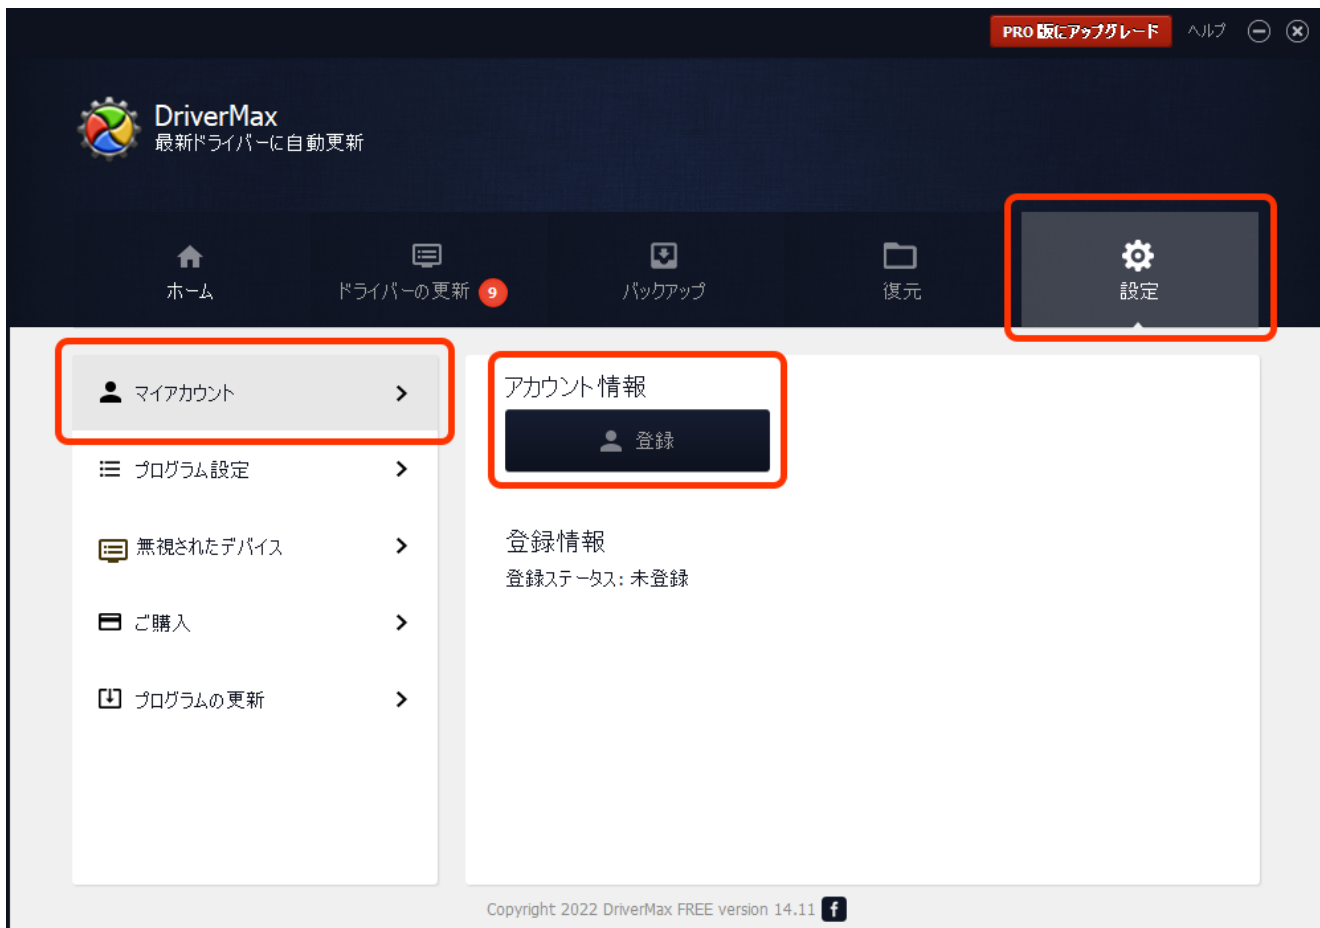 PRO 版にアップグレード ヘルプ
DriverMax
最新ドライバーに自動更新
ホーム
ドライバーの更新 9
バックアップ
復元
設定
マイアカウント
プログラム設定
無視されたデバイス
ご購入
プログラムの更新
アカウント情報
登録
登録情報
登録ステータス: 未登録
Copyright 2022 DriverMax FREE version 14.11 f